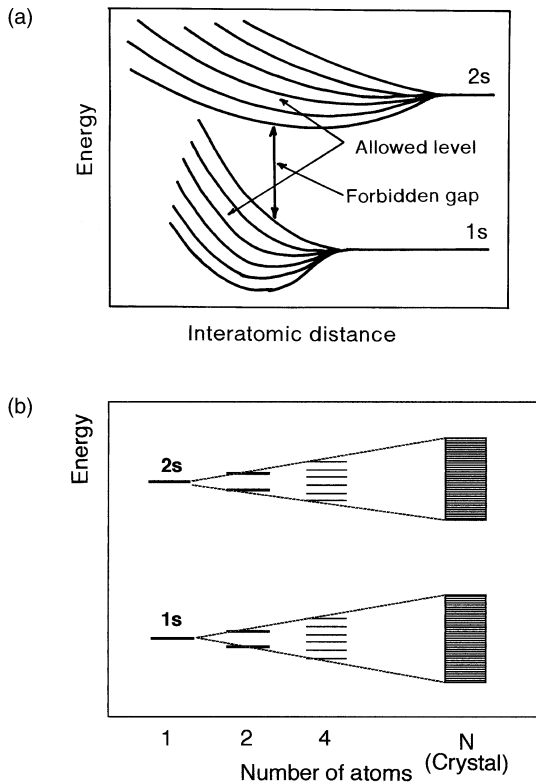 (a)
Energy
2s
Allowed level
Forbidden gap
1s
Interatomic distance
(b)
Energy
2s
1s
1 2 4 N
(Crystal)
Number of atoms